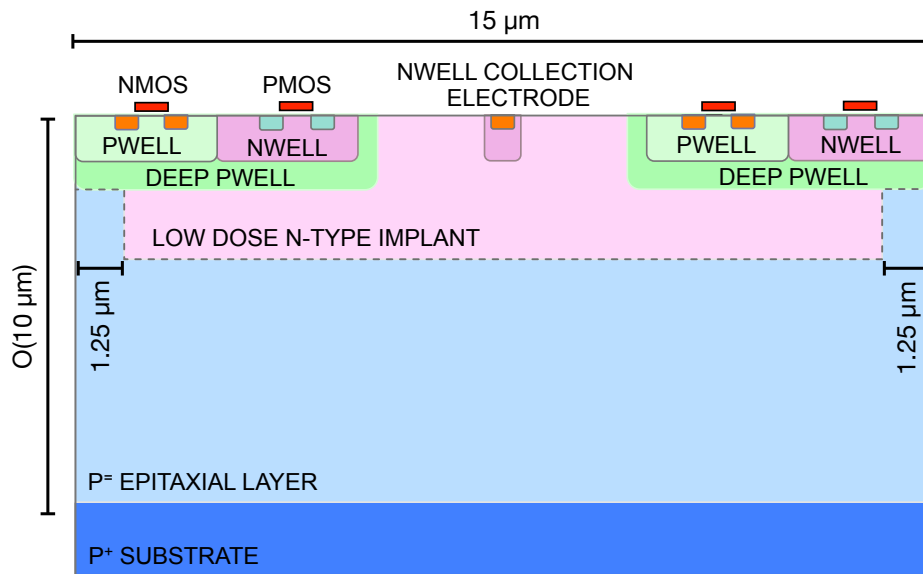 15 µm
NMOS
PMOS
NWELL COLLECTION
ELECTRODE
PWELL
NWELL
DEEP PWELL
PWELL
NWELL
DEEP PWELL
LOW DOSE N-TYPE IMPLANT
1.25 µm
1.25 µm
O(10 µm)
P⁼ EPITAXIAL LAYER
P⁺ SUBSTRATE